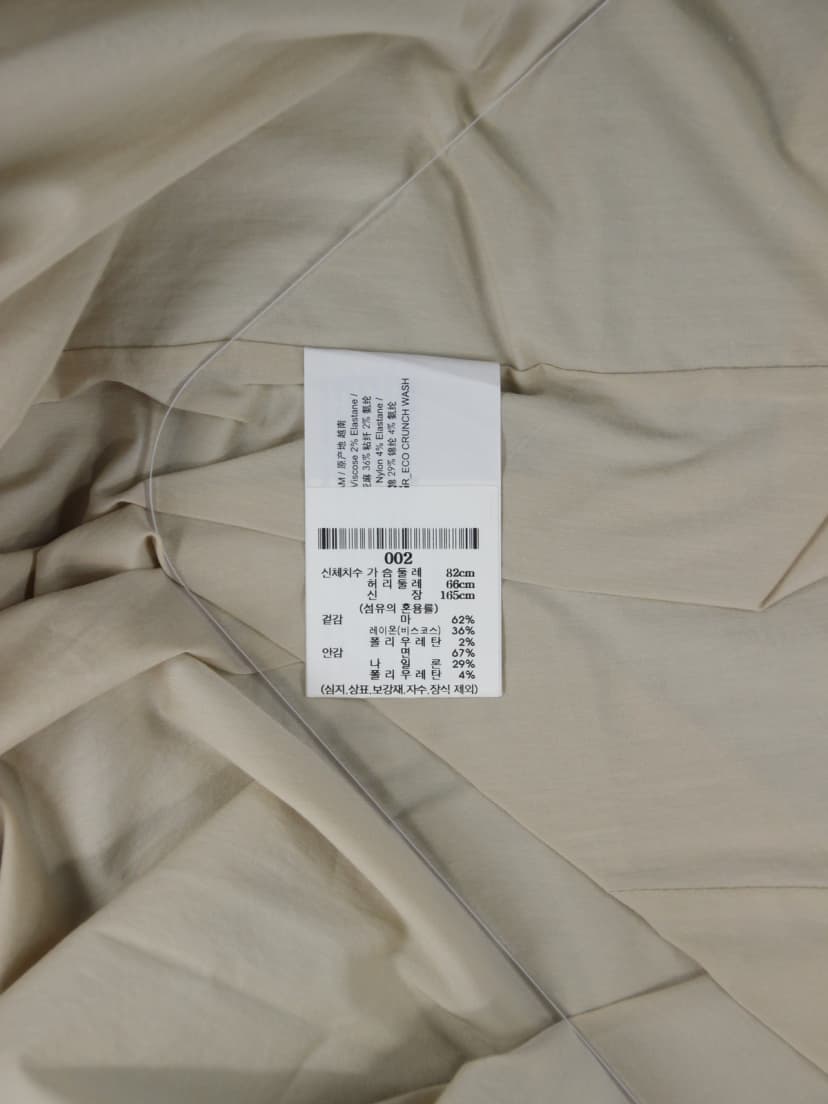 AM / 原产地 越南
Viscose 2% Elastane /
麻 36% 粘纤 2% 氨纶
Nylon 4% Elastane /
棉 29% 锦纶 4% 氨纶
R_ECO CRUNCH WASH
002
신체치수 가슴둘레 82cm
허리둘레 66cm
신장 165cm
(섬유의 혼용률)
겉감 마 62%
레이온(비스코스) 36%
폴리우레탄 2%
안감 면 67%
나일론 29%
폴리우레탄 4%
(심지,상표,보강재,자수,장식 제외)